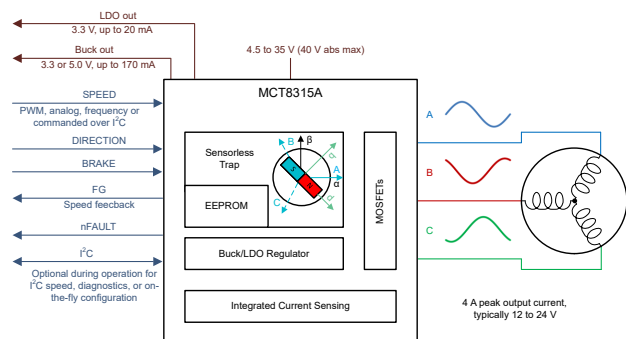 LDO out
3.3 V, up to 20 mA
Buck out
3.3 or 5.0 V, up to 170 mA
4.5 to 35 V (40 V abs max)
MCT8315A
SPEED
PWM, analog, frequency or
commanded over I²C
DIRECTION
BRAKE
FG
Speed feecback
nFAULT
I²C
Optional during operation for
I²C speed, diagnostics, or on-
the-fly configuration
Sensorless
Trap
EEPROM
B
β
q
A
α
C
d
MOSFETs
Buck/LDO Regulator
Integrated Current Sensing
A
B
C
4 A peak output current,
typically 12 to 24 V